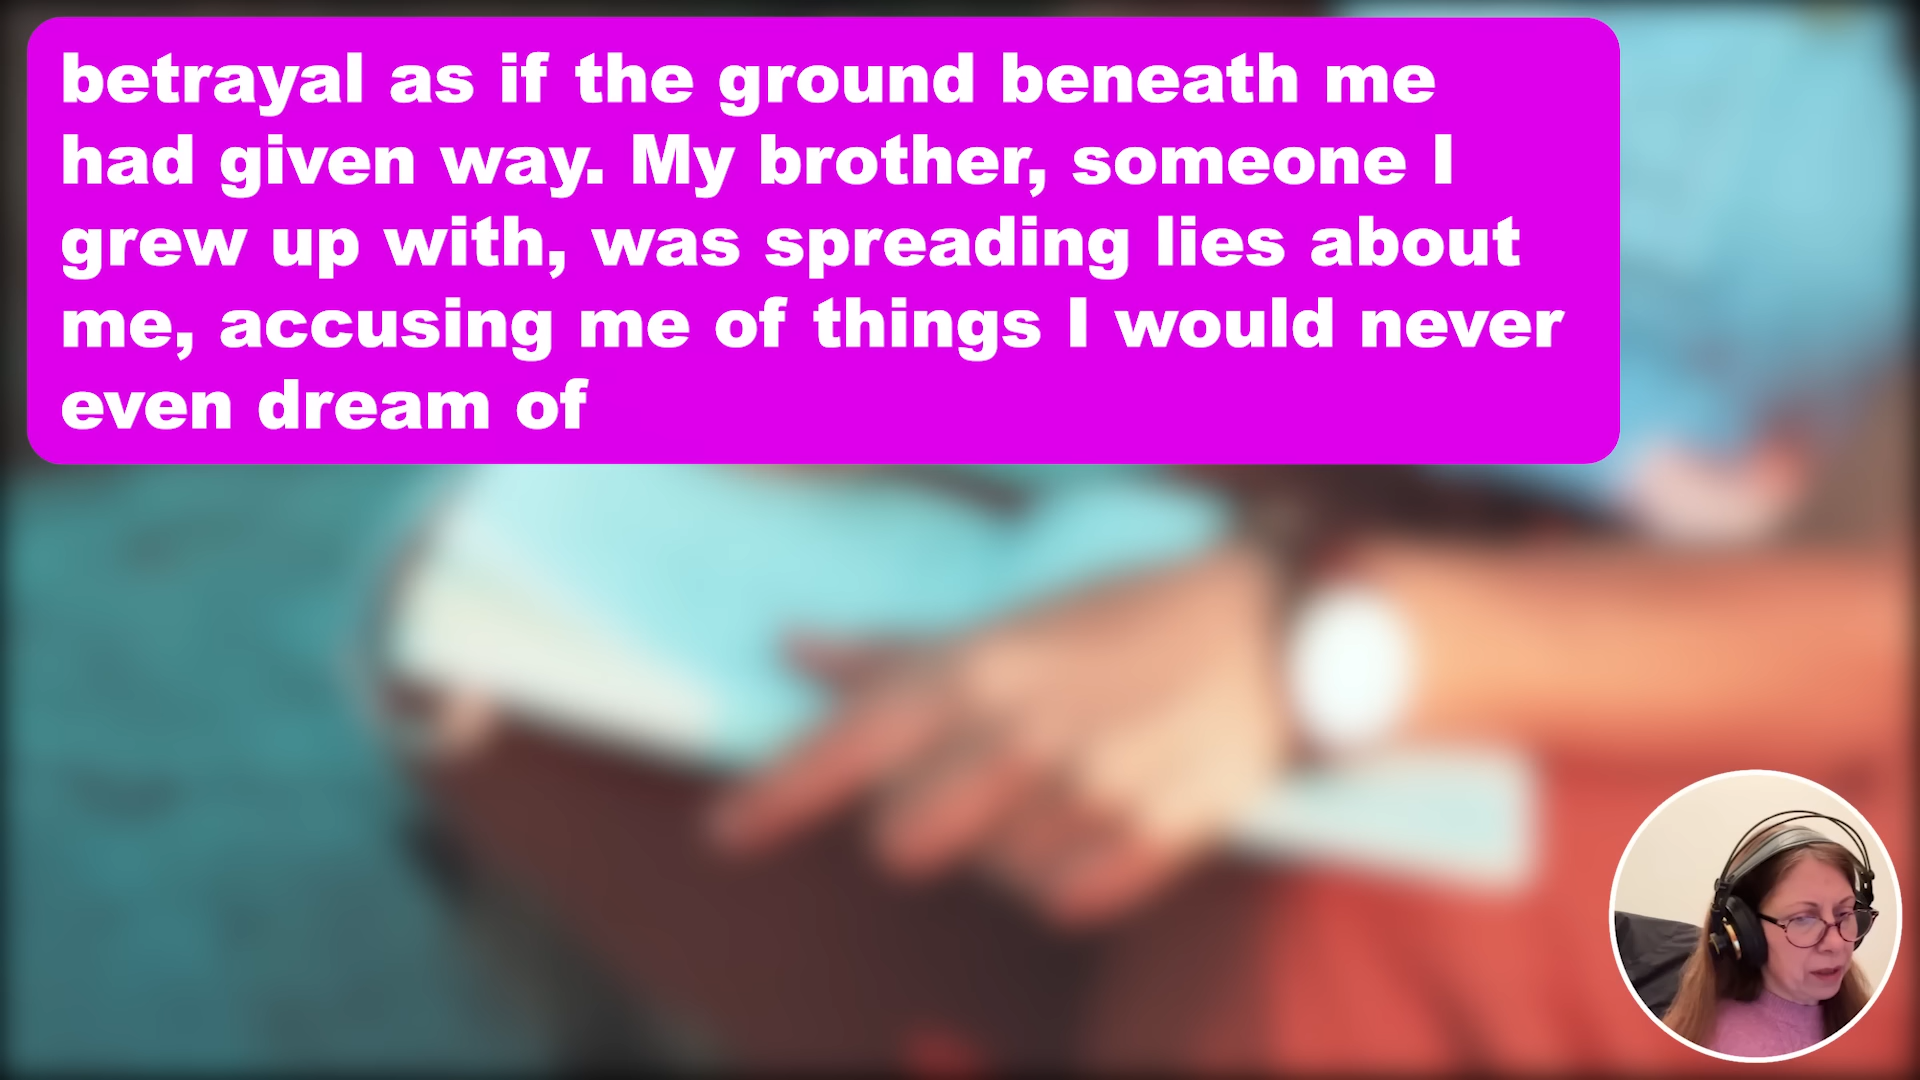 betrayal as if the ground beneath me
had given way. My brother, someone I
grew up with, was spreading lies about
me, accusing me of things I would never
even dream of